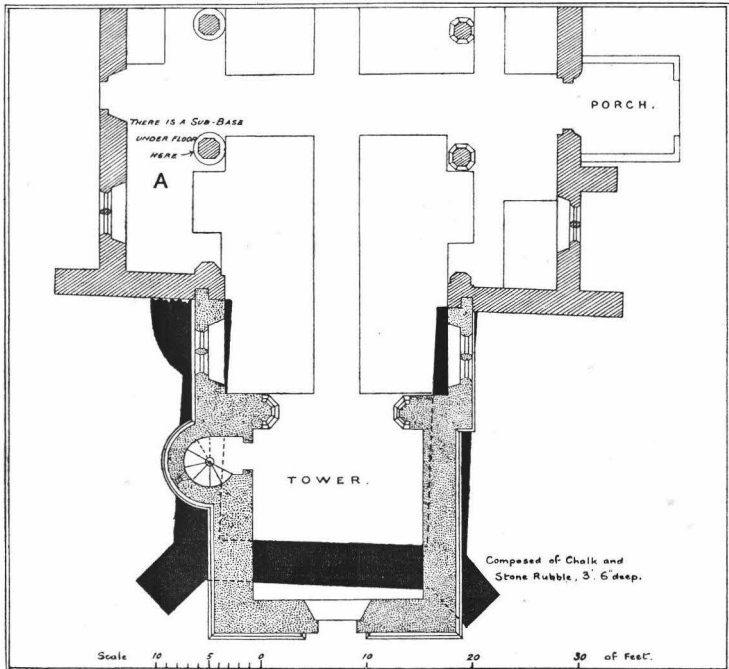 PORCH.
THERE IS A SUB-BASE
UNDER FLOOR
HERE
A
TOWER.
Composed of Chalk and
Stone Rubble, 3'. 6" deep.
Scale 10 5 0 10 20 30 of Feet.